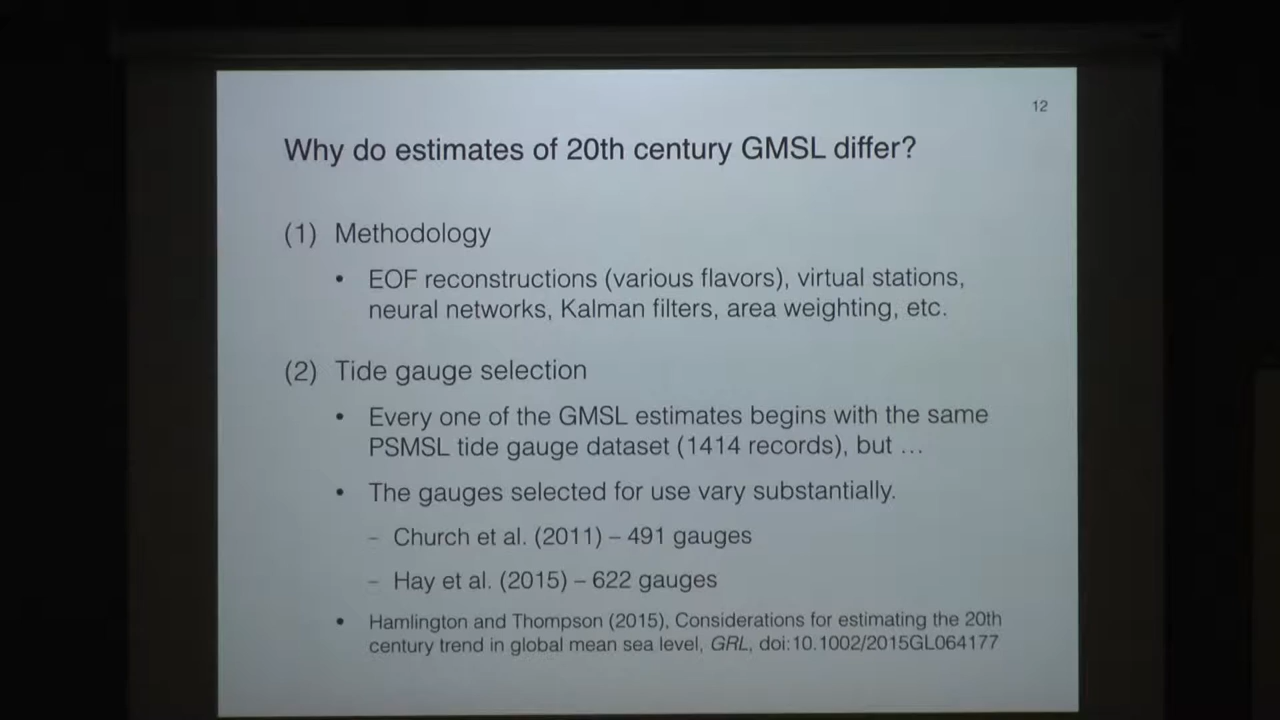 12
Why do estimates of 20th century GMSL differ?
(1) Methodology
• EOF reconstructions (various flavors), virtual stations,
neural networks, Kalman filters, area weighting, etc.
(2) Tide gauge selection
• Every one of the GMSL estimates begins with the same
PSMSL tide gauge dataset (1414 records), but ...
• The gauges selected for use vary substantially.
– Church et al. (2011) – 491 gauges
– Hay et al. (2015) – 622 gauges
• Hamlington and Thompson (2015), Considerations for estimating the 20th
century trend in global mean sea level, GRL, doi:10.1002/2015GL064177